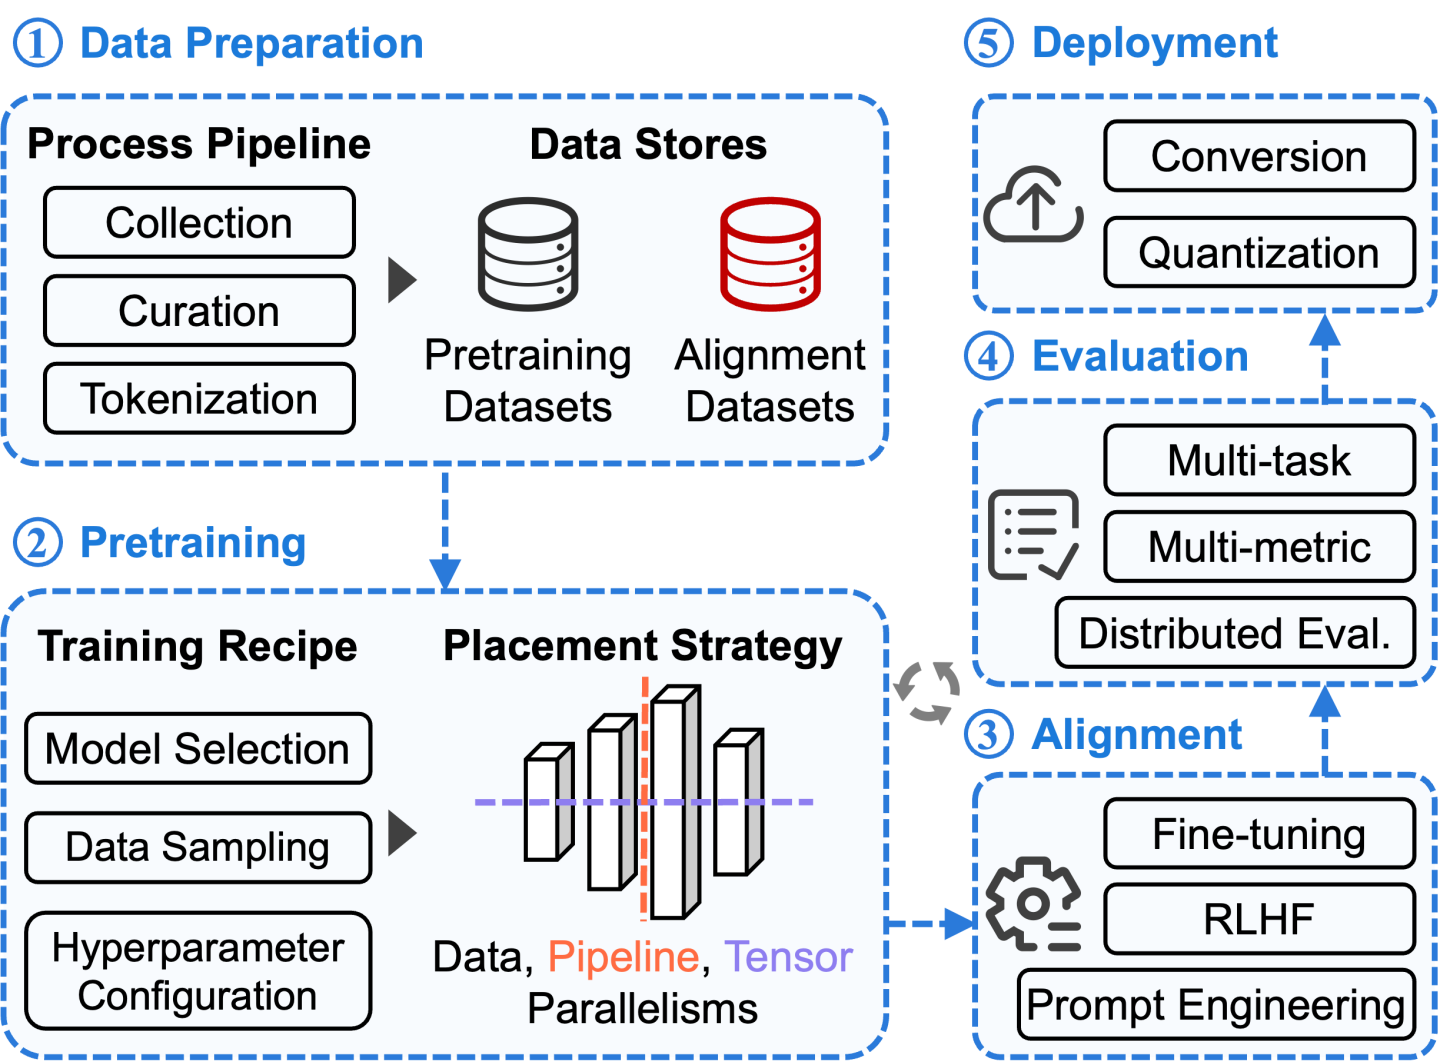 ① Data Preparation
Process Pipeline
Collection
Curation
Tokenization
Data Stores
Pretraining
Datasets
Alignment
Datasets
② Pretraining
Training Recipe
Model Selection
Data Sampling
Hyperparameter
Configuration
Placement Strategy
Data, Pipeline, Tensor
Parallelisms
③ Alignment
Fine-tuning
RLHF
Prompt Engineering
④ Evaluation
Multi-task
Multi-metric
Distributed Eval.
⑤ Deployment
Conversion
Quantization